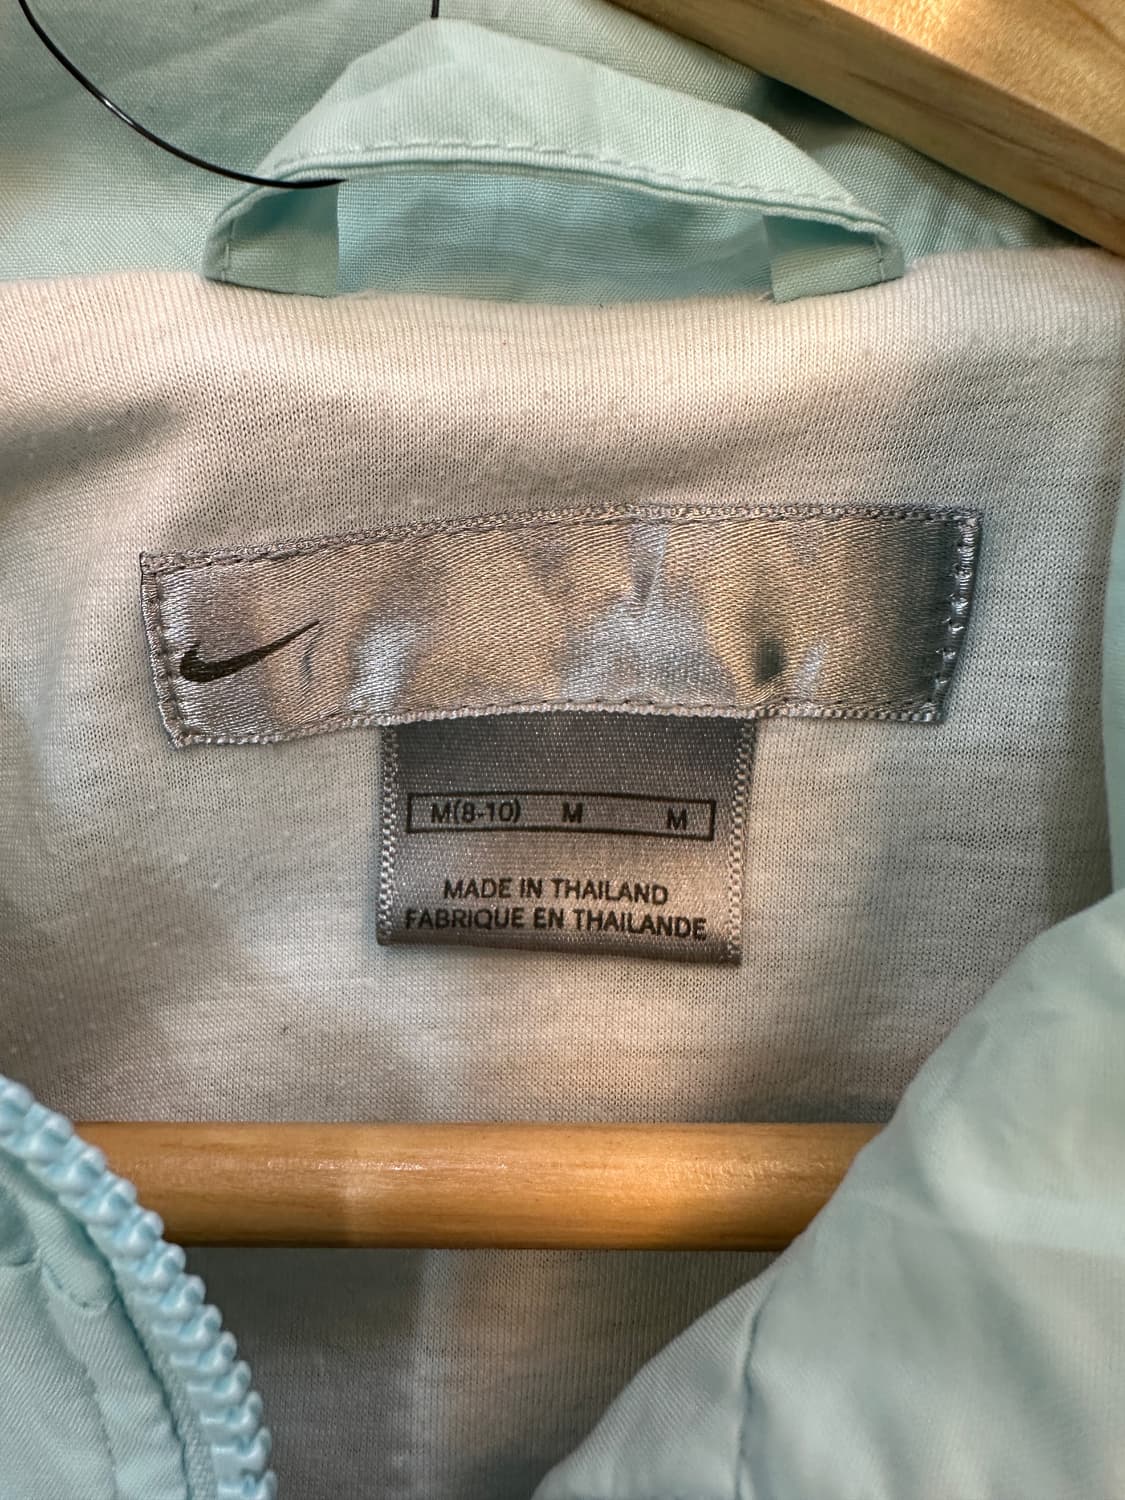 M(8-10) M M
MADE IN THAILAND
FABRIQUE EN THAILANDE